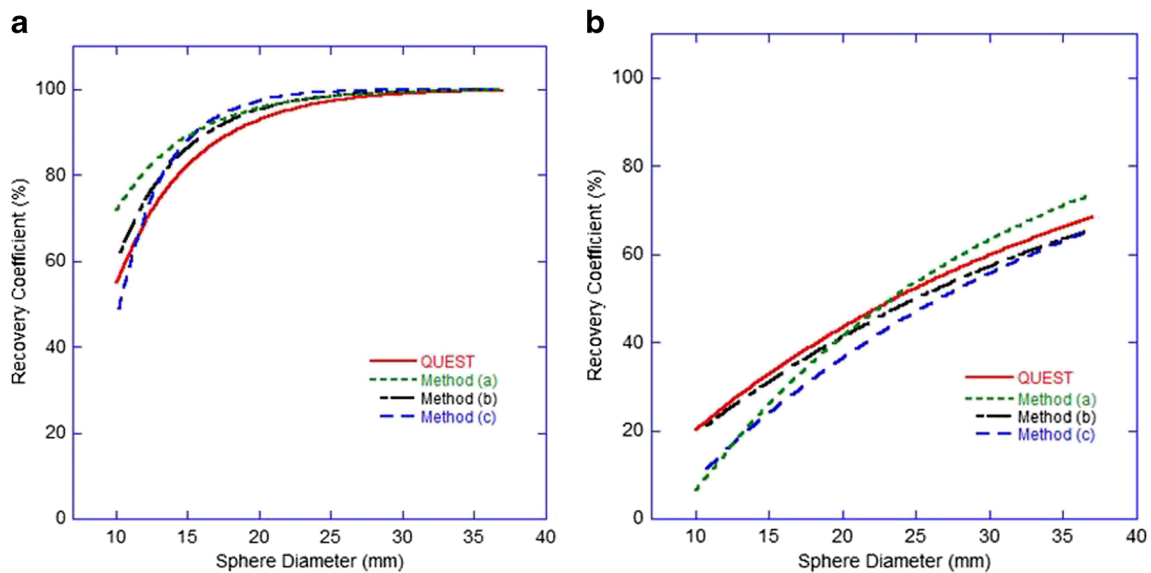 a
Recovery Coefficient (%)
100
80
60
40
20
0
QUEST
Method (a)
Method (b)
Method (c)
10 15 20 25 30 35 40
Sphere Diameter (mm)
b
Recovery Coefficient (%)
100
80
60
40
20
0
QUEST
Method (a)
Method (b)
Method (c)
10 15 20 25 30 35 40
Sphere Diameter (mm)